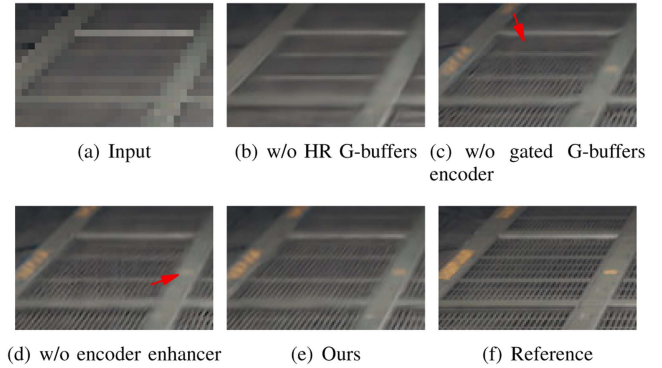 (a) Input
(b) w/o HR G-buffers
(c) w/o gated G-buffers
encoder
(d) w/o encoder enhancer
(e) Ours
(f) Reference